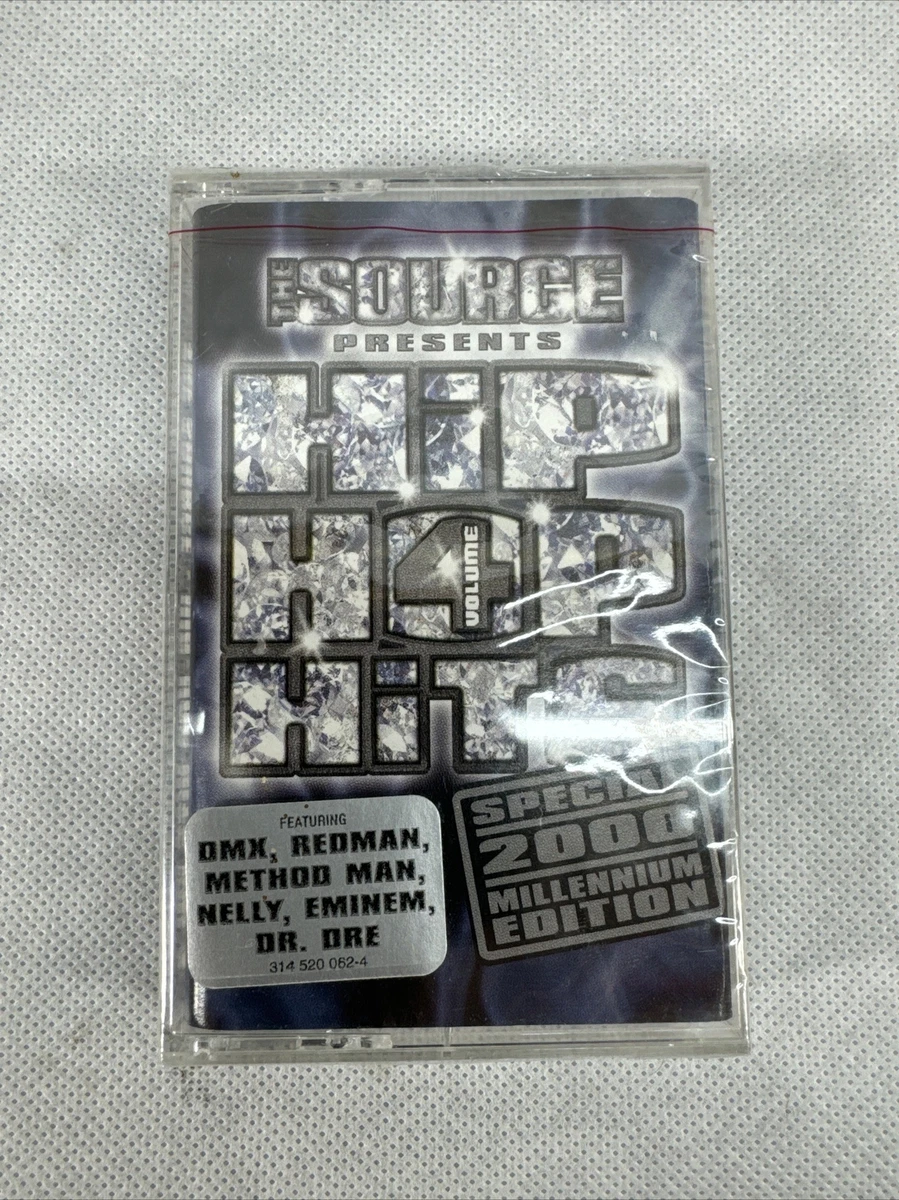 THE SOURCE
PRESENTS
HiP
HOP
VOLUME 4
HiTS
SPECIAL
2000
MILLENNIUM
EDITION
FEATURING
DMX, REDMAN,
METHOD MAN,
NELLY, EMINEM,
DR. DRE
314 520 062-4